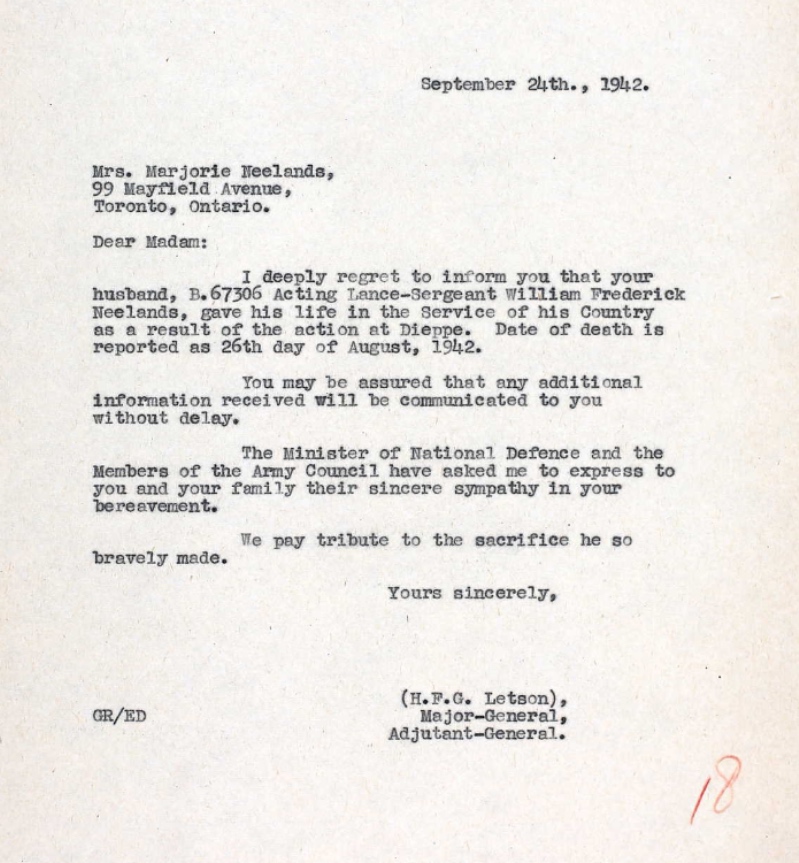 September 24th., 1942.
Mrs. Marjorie Neelands,
99 Mayfield Avenue,
Toronto, Ontario.
Dear Madam:
I deeply regret to inform you that your
husband, B.67306 Acting Lance-Sergeant William Frederick
Neelands, gave his life in the Service of his Country
as a result of the action at Dieppe. Date of death is
reported as 26th day of August, 1942.
You may be assured that any additional
information received will be communicated to you
without delay.
The Minister of National Defence and the
Members of the Army Council have asked me to express to
you and your family their sincere sympathy in your
bereavement.
We pay tribute to the sacrifice he so
bravely made.
Yours sincerely,
(H.F.G. Letson),
GR/ED Major-General,
Adjutant-General.
18